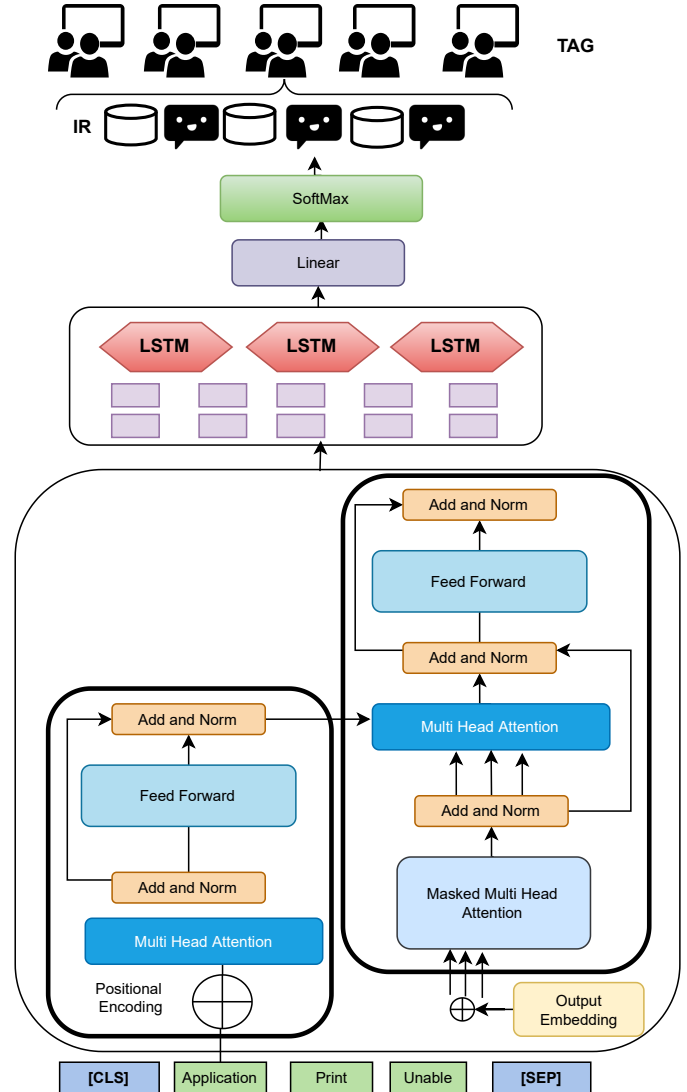 TAG
IR
SoftMax
Linear
LSTM LSTM LSTM
Add and Norm
Feed Forward
Add and Norm
Multi Head Attention
Add and Norm
Masked Multi Head
Attention
Output
Embedding
Add and Norm
Feed Forward
Add and Norm
Multi Head Attention
Positional
Encoding
[CLS] Application Print Unable [SEP]